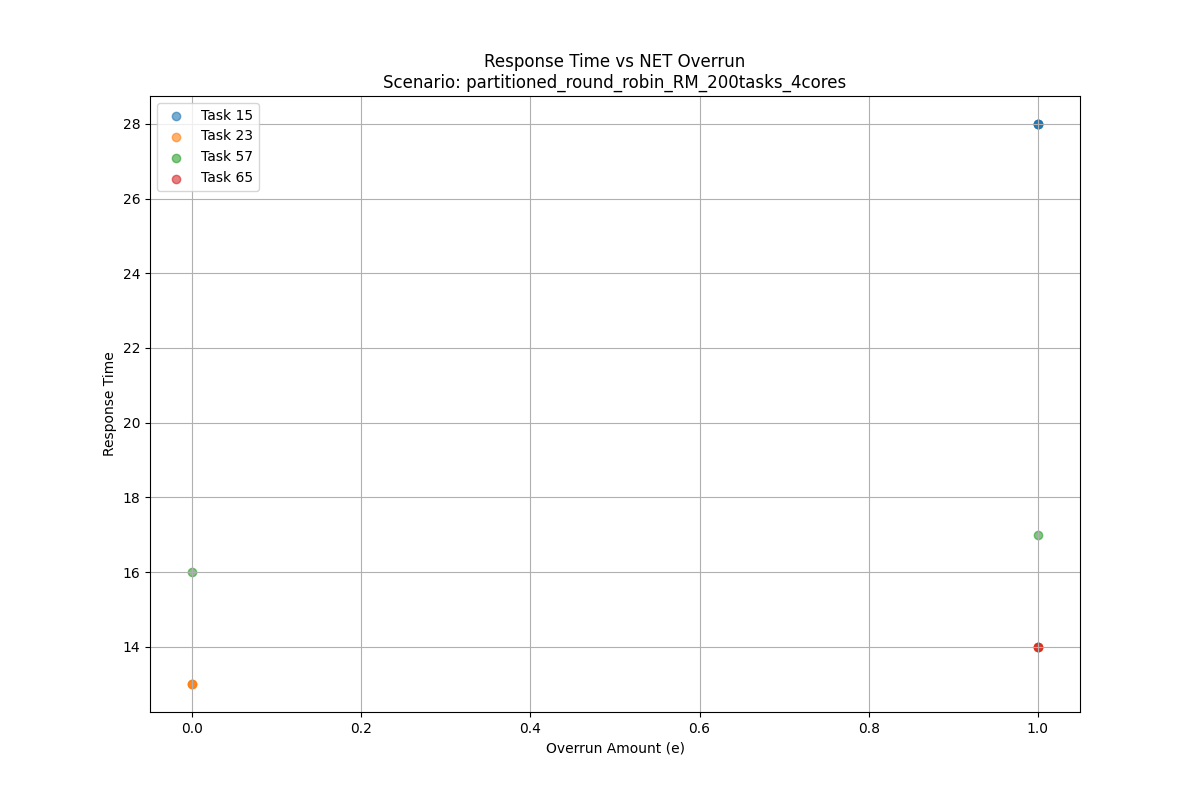 Response Time vs NET Overrun
Scenario: partitioned_round_robin_RM_200tasks_4cores
Task 15
Task 23
Task 57
Task 65
28
26
24
22
20
18
16
14
Response Time
0.0 0.2 0.4 0.6 0.8 1.0
Overrun Amount (e)